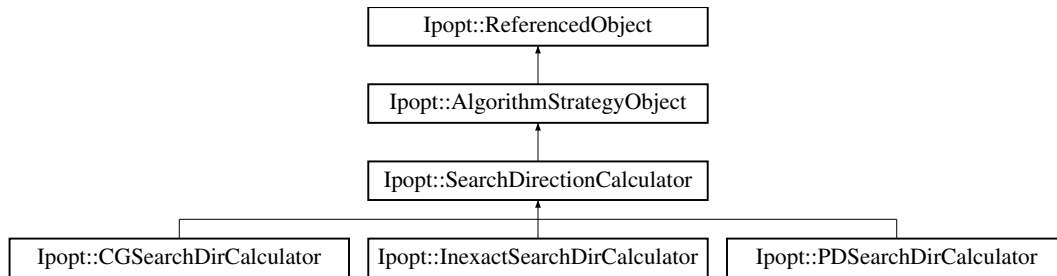 Ipopt::ReferencedObject
Ipopt::AlgorithmStrategyObject
Ipopt::SearchDirectionCalculator
Ipopt::CGSearchDirCalculator
Ipopt::InexactSearchDirCalculator
Ipopt::PDSearchDirCalculator